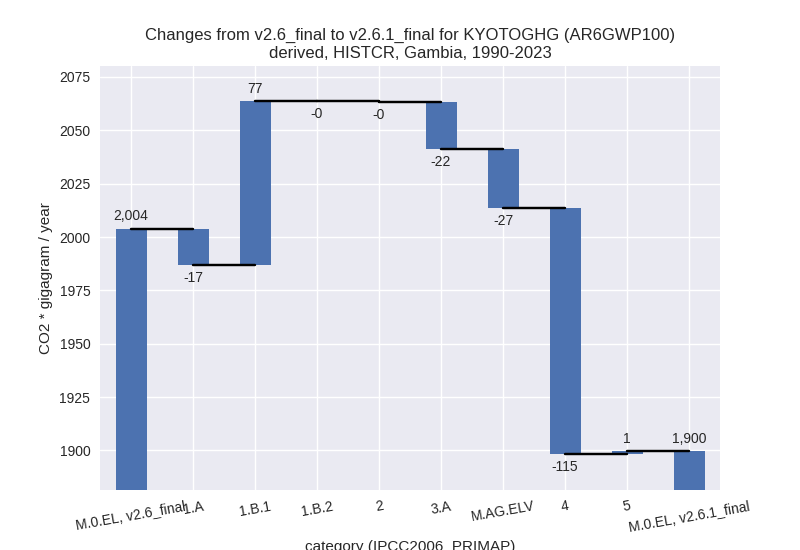 Changes from v2.6_final to v2.6.1_final for KYOTOGHG (AR6GWP100)
derived, HISTCR, Gambia, 1990-2023
CO2 * gigagram / year
2075
2050
2025
2000
1975
1950
1925
1900
2,004
-17
77
-0
-0
-22
-27
-115
1
1,900
M.0.EL, v2.6_final
1.A
1.B.1
1.B.2
2
3.A
M.AG.ELV
4
5
M.0.EL, v2.6.1_final
category (IPCC2006_PRIMAP)